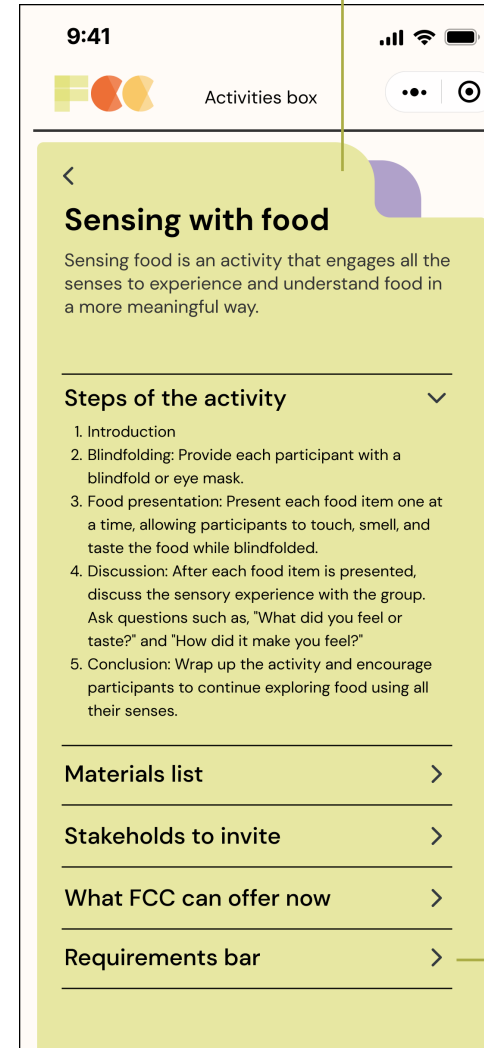 9:41
FCC
Activities box
Sensing with food
Sensing food is an activity that engages all the
senses to experience and understand food in
a more meaningful way.
Steps of the activity
1. Introduction
2. Blindfolding: Provide each participant with a
blindfold or eye mask.
3. Food presentation: Present each food item one at
a time, allowing participants to touch, smell, and
taste the food while blindfolded.
4. Discussion: After each food item is presented,
discuss the sensory experience with the group.
Ask questions such as, "What did you feel or
taste?" and "How did it make you feel?"
5. Conclusion: Wrap up the activity and encourage
participants to continue exploring food using all
their senses.
Materials list
Stakeholds to invite
What FCC can offer now
Requirements bar